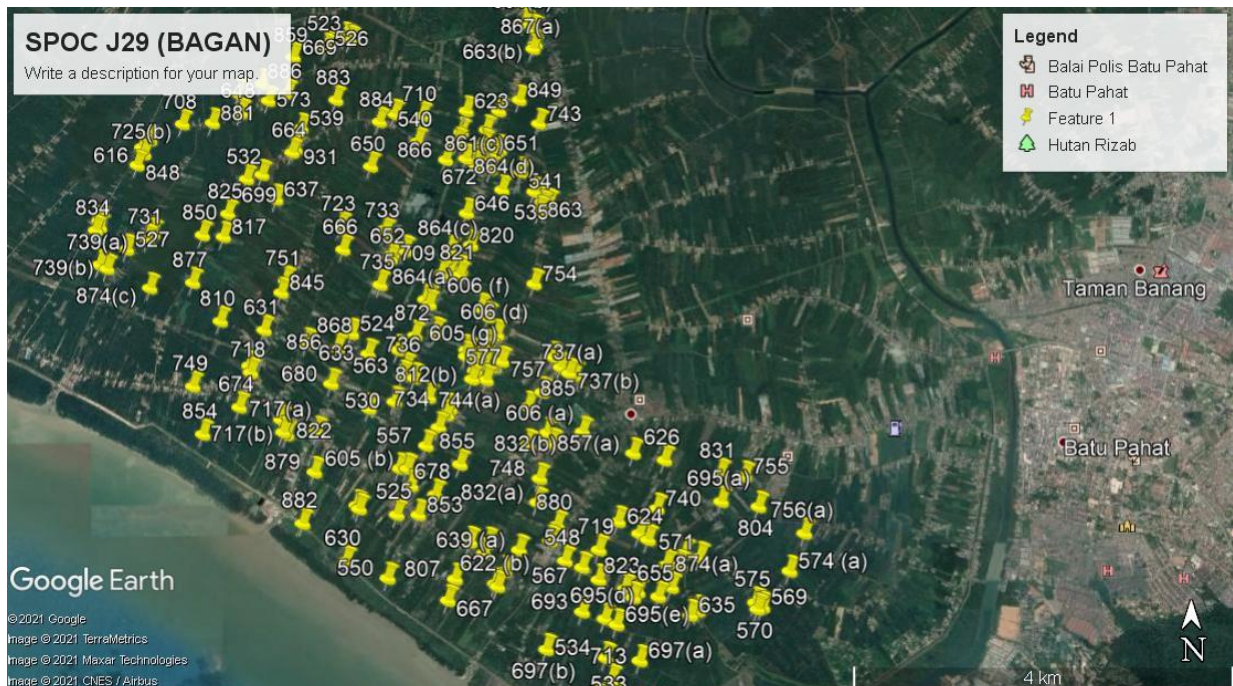 SPOC J29 (BAGAN)
Write a description for your map.
Legend
Balai Polis Batu Pahat
Batu Pahat
Feature 1
Hutan Rizab
523
526
859
669
867(a)
663(b)
886
883
648
573
849
708
881
884
710
623
743
539
540
725(b)
664
866
861(c)
651
616
931
650
848
532
672
864(d)
541
825
699
637
646
535
863
834
731
850
817
723
733
864(c)
820
739(a)
527
666
652
709
821
739(b)
877
751
735
864(a)
606 (f)
754
874(c)
845
810
631
872
606 (d)
868
524
605 (g)
856
633
736
577
737(a)
749
718
563
757
674
680
812(b)
885
737(b)
854
717(a)
530
734
744(a)
606 (a)
717(b)
822
557
855
832(b)
857(a)
626
831
879
605 (b)
678
748
695(a)
755
882
525
853
832(a)
880
740
756(a)
624
804
630
639 (a)
548
719
571
550
807
622 (b)
567
823
655
874(a)
575
574 (a)
667
693
695(d)
569
695(e)
635
570
534
713
697(a)
697(b)
533
Taman Banang
Batu Pahat
Google Earth
©2021 Google
Image © 2021 TerraMetrics
Image © 2021 Maxar Technologies
Image © 2021 CNES / Airbus
4 km
N